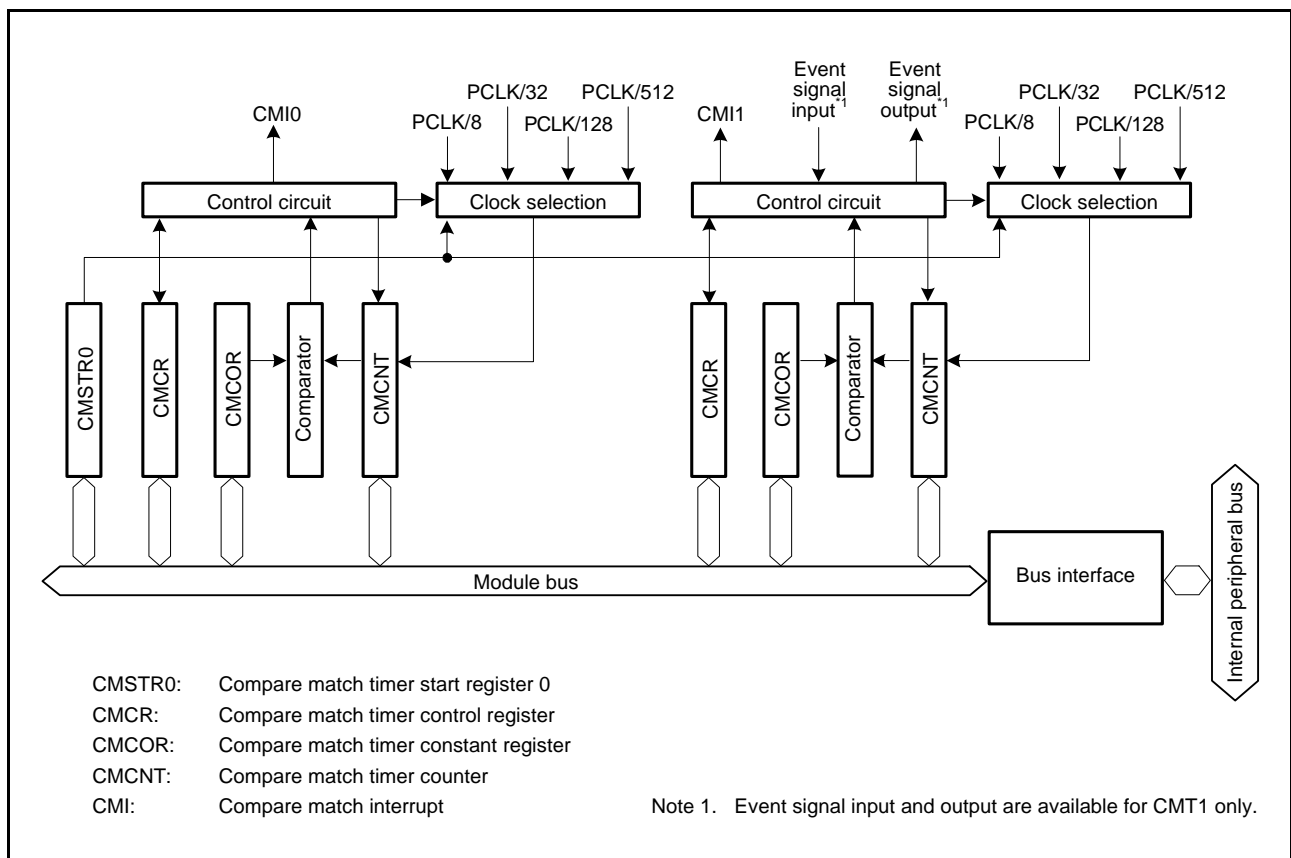 CMI0
PCLK/8
PCLK/32
PCLK/128
PCLK/512
CMI1
Event
signal
input*1
Event
signal
output*1
PCLK/8
PCLK/32
PCLK/128
PCLK/512
Control circuit
Clock selection
Control circuit
Clock selection
CMSTR0
CMCR
CMCOR
Comparator
CMCNT
CMCR
CMCOR
Comparator
CMCNT
Module bus
Bus interface
Internal peripheral bus
CMSTR0: Compare match timer start register 0
CMCR: Compare match timer control register
CMCOR: Compare match timer constant register
CMCNT: Compare match timer counter
CMI: Compare match interrupt
Note 1. Event signal input and output are available for CMT1 only.